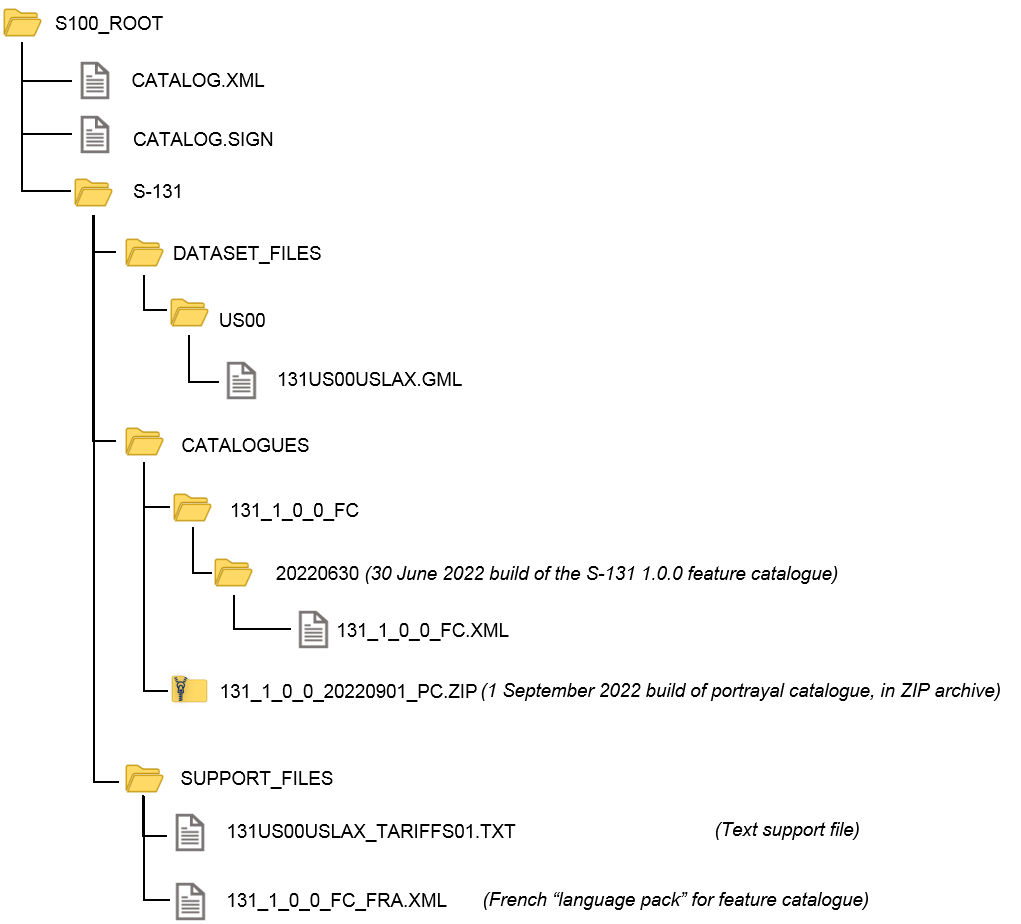 S100_ROOT
CATALOG.XML
CATALOG.SIGN
S-131
DATASET_FILES
US00
131US00USLAX.GML
CATALOGUES
131_1_0_0_FC
20220630 (30 June 2022 build of the S-131 1.0.0 feature catalogue)
131_1_0_0_FC.XML
131_1_0_0_20220901_PC.ZIP (1 September 2022 build of portrayal catalogue, in ZIP archive)
SUPPORT_FILES
131US00USLAX_TARIFFS01.TXT (Text support file)
131_1_0_0_FC_FRA.XML (French “language pack” for feature catalogue)